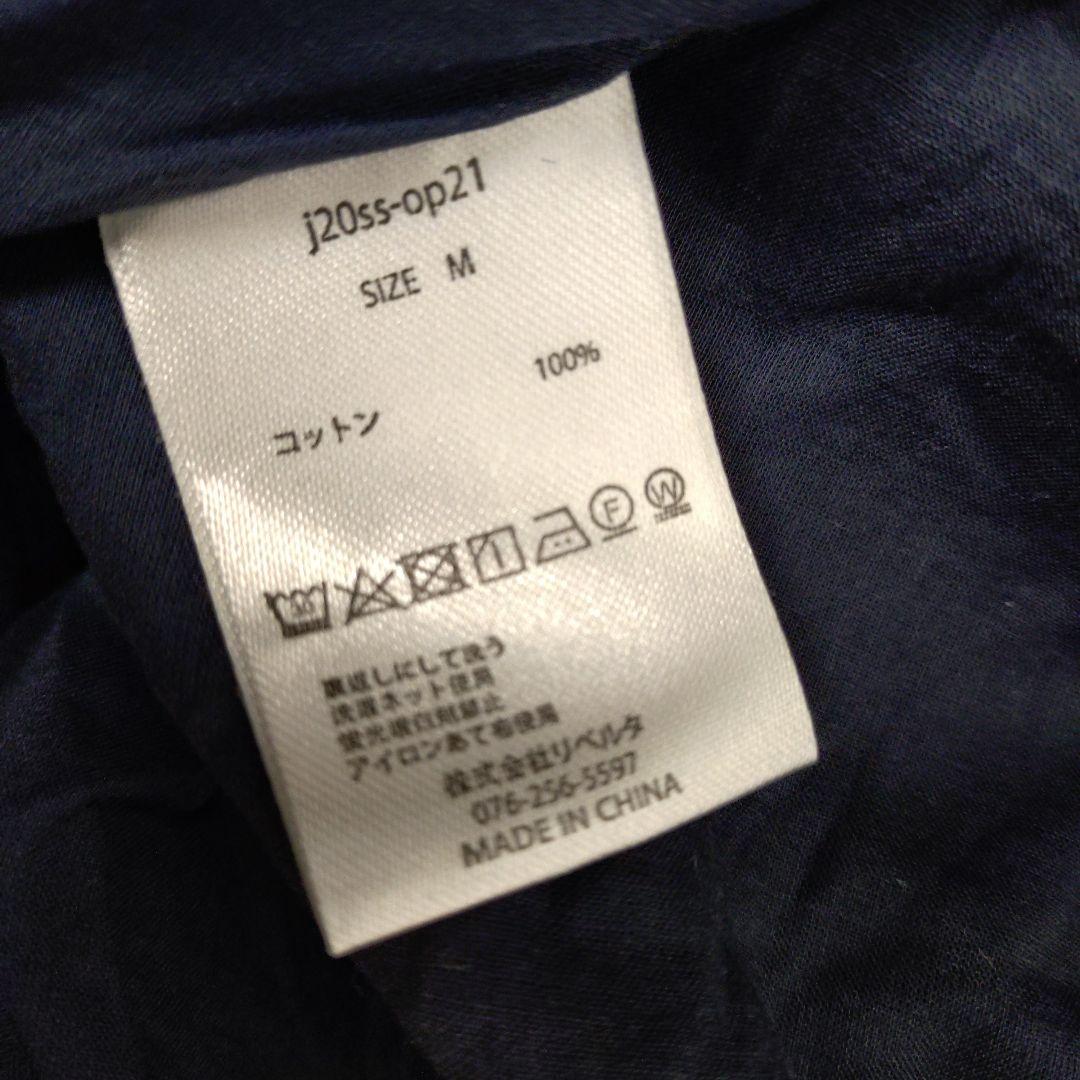 j20ss-op21
SIZE M
100%
コットン
F W
裏返しにして洗う
洗濯ネット使用
蛍光増白剤禁止
アイロンあて布使用
株式会社リベルタ
076-256-5597
MADE IN CHINA